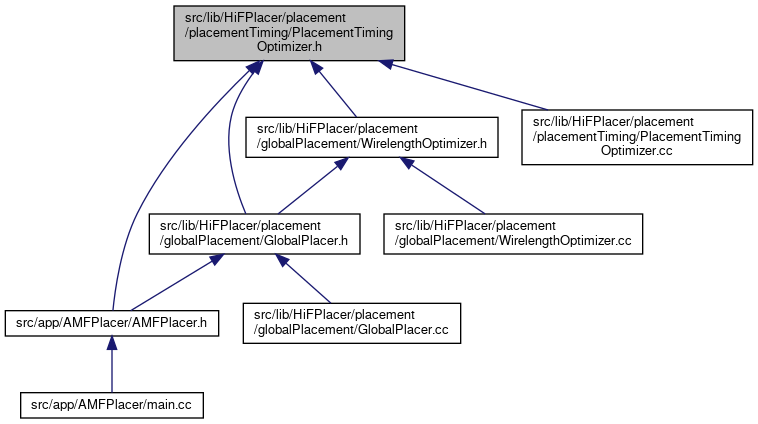 src/lib/HiFPlacer/placement
/placementTiming/PlacementTiming
Optimizer.h
src/lib/HiFPlacer/placement
/globalPlacement/WirelengthOptimizer.h
src/lib/HiFPlacer/placement
/placementTiming/PlacementTiming
Optimizer.cc
src/lib/HiFPlacer/placement
/globalPlacement/GlobalPlacer.h
src/lib/HiFPlacer/placement
/globalPlacement/WirelengthOptimizer.cc
src/app/AMFPlacer/AMFPlacer.h
src/lib/HiFPlacer/placement
/globalPlacement/GlobalPlacer.cc
src/app/AMFPlacer/main.cc